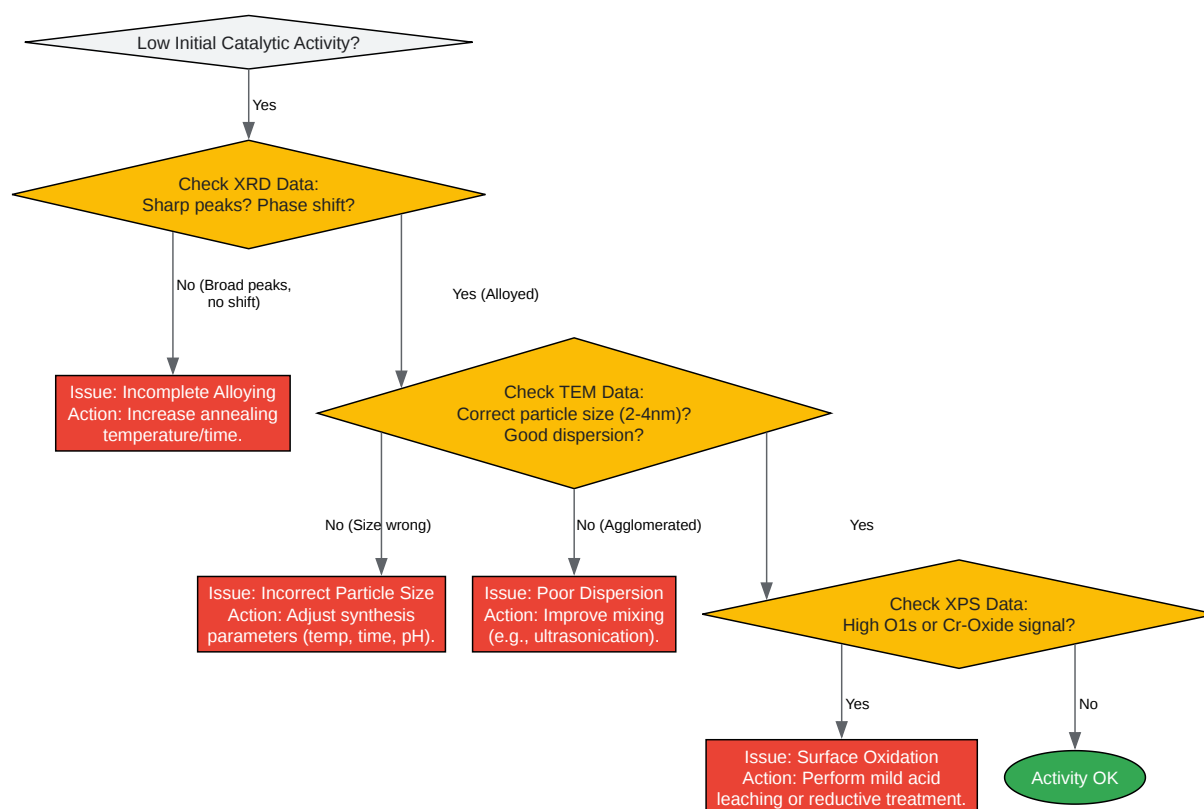 Low Initial Catalytic Activity?
Yes
Check XRD Data:
Sharp peaks? Phase shift?
No (Broad peaks,
no shift)
Yes (Alloyed)
Issue: Incomplete Alloying
Action: Increase annealing
temperature/time.
Check TEM Data:
Correct particle size (2-4nm)?
Good dispersion?
No (Size wrong)
No (Agglomerated)
Yes
Issue: Incorrect Particle Size
Action: Adjust synthesis
parameters (temp, time, pH).
Issue: Poor Dispersion
Action: Improve mixing
(e.g., ultrasonication).
Check XPS Data:
High O1s or Cr-Oxide signal?
Yes
No
Issue: Surface Oxidation
Action: Perform mild acid
leaching or reductive treatment.
Activity OK